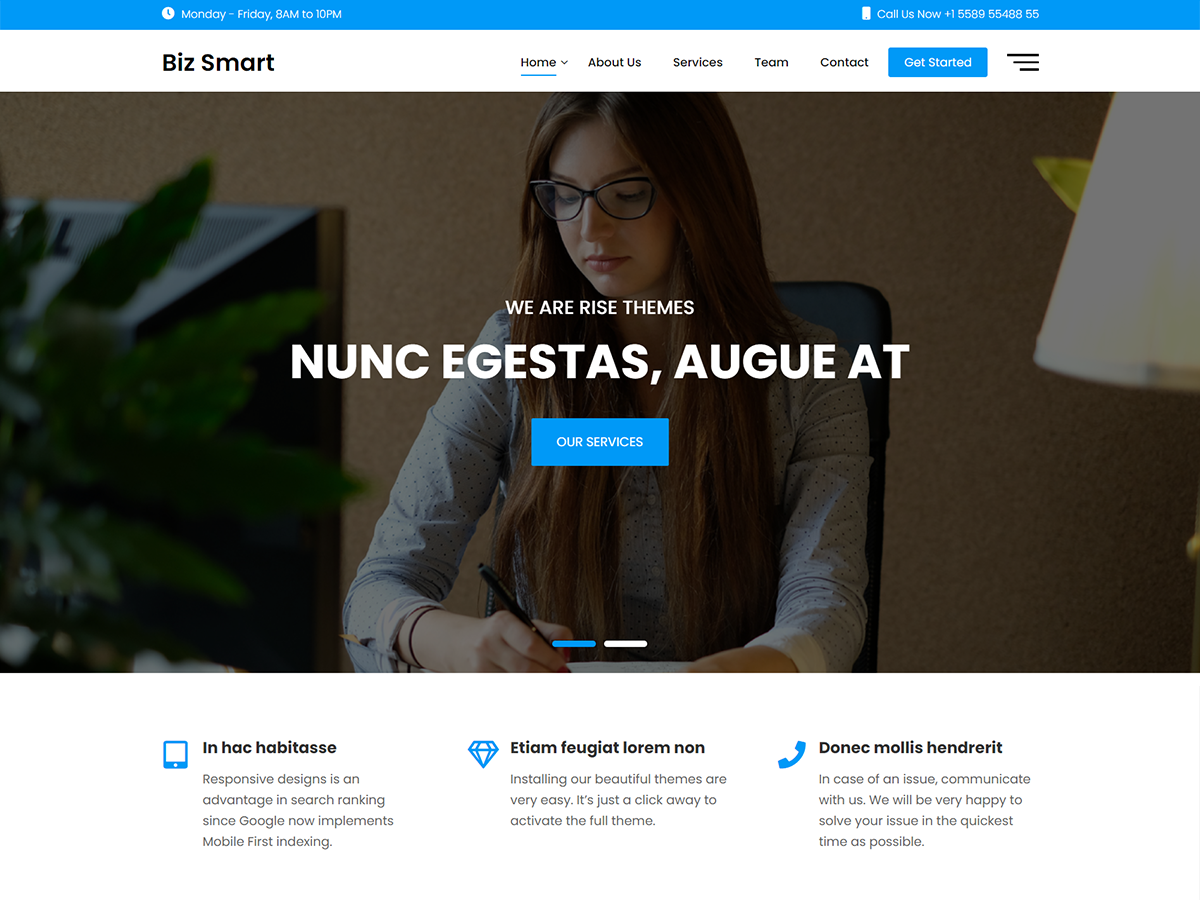 Monday - Friday, 8AM to 10PM
Call Us Now +1 5589 55488 55
Biz Smart
Home
About Us
Services
Team
Contact
Get Started
WE ARE RISE THEMES
NUNC EGESTAS, AUGUE AT
OUR SERVICES
In hac habitasse
Responsive designs is an
advantage in search ranking
since Google now implements
Mobile First indexing.
Etiam feugiat lorem non
Installing our beautiful themes are
very easy. It’s just a click away to
activate the full theme.
Donec mollis hendrerit
In case of an issue, communicate
with us. We will be very happy to
solve your issue in the quickest
time as possible.